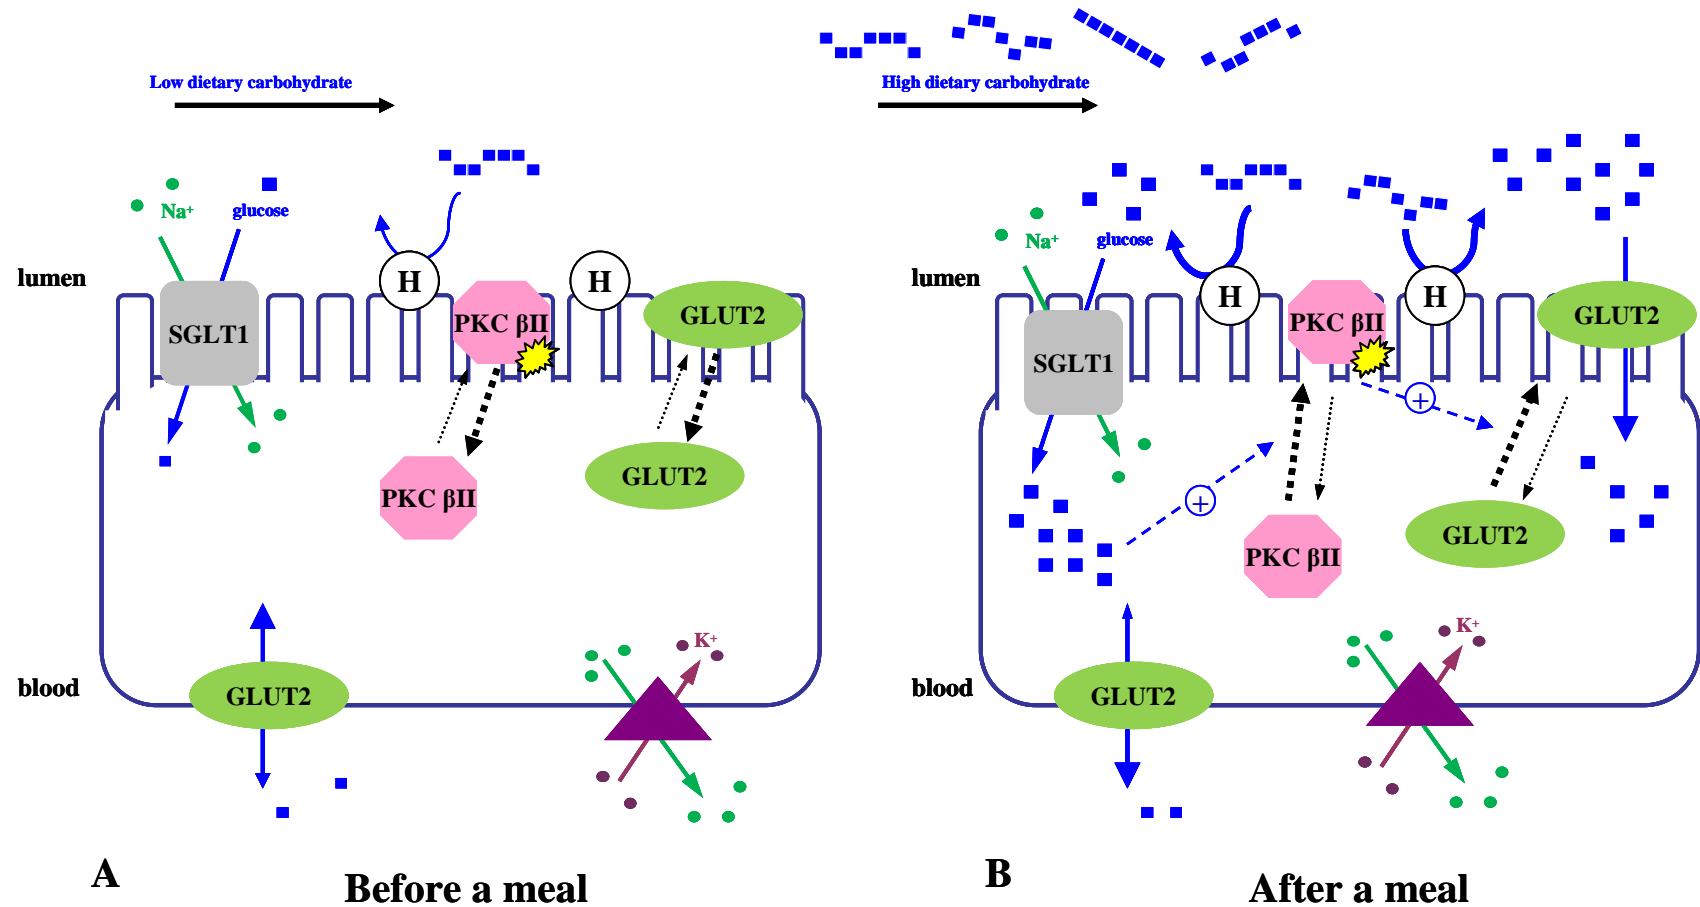 Low dietary carbohydrate
Na⁺
glucose
lumen
H
H
SGLT1
PKC βII
GLUT2
PKC βII
GLUT2
K⁺
blood
GLUT2
A
Before a meal
High dietary carbohydrate
Na⁺
glucose
lumen
H
H
SGLT1
PKC βII
GLUT2
+
+
PKC βII
GLUT2
K⁺
blood
GLUT2
B
After a meal